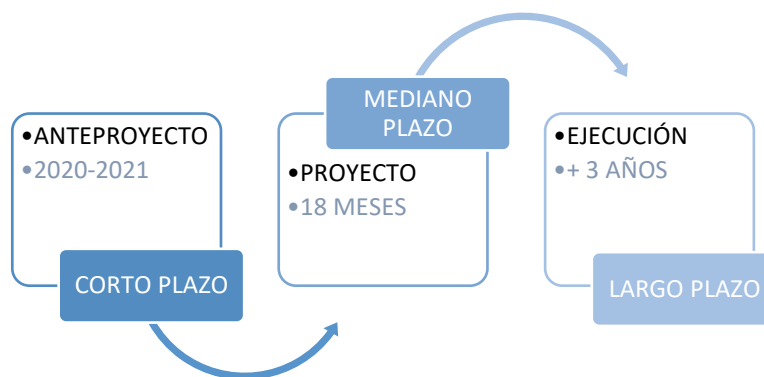 •ANTEPROYECTO
•2020-2021
CORTO PLAZO
MEDIANO
PLAZO
•PROYECTO
•18 MESES
•EJECUCIÓN
•+ 3 AÑOS
LARGO PLAZO